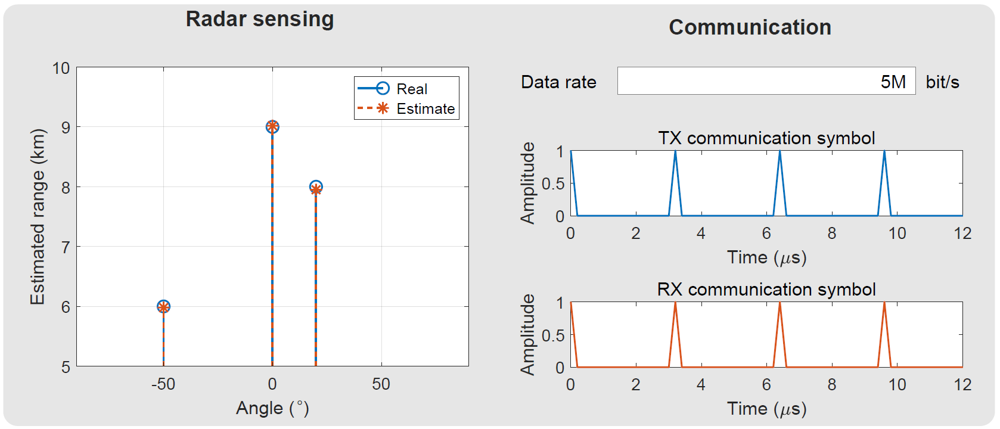 Radar sensing
Estimated range (km)
10
9
8
7
6
5
-50
0
50
Angle (°)
Real
Estimate
Communication
Data rate 5M bit/s
TX communication symbol
Amplitude
1
0.5
0
0 2 4 6 8 10 12
Time (μs)
RX communication symbol
Amplitude
1
0.5
0
0 2 4 6 8 10 12
Time (μs)